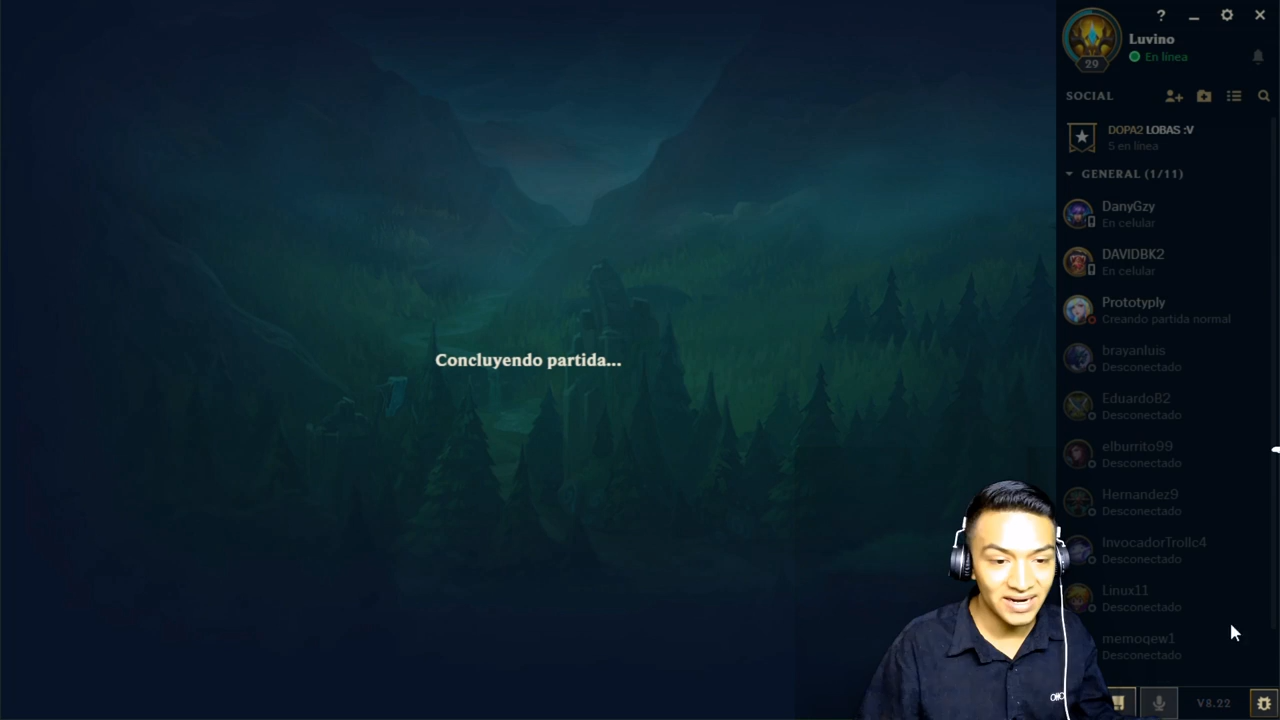 ?
Luvino
29
En línea
SOCIAL
DOPA2 LOBAS :V
5 en línea
GENERAL (1/11)
DanyGzy
En celular
DAVIDBK2
En celular
Prototyply
Creando partida normal
Concluyendo partida...
brayanluis
Desconectado
EduardoB2
Desconectado
elburrito99
Desconectado
Hernandez9
Desconectado
InvocadorTrollc4
Desconectado
Linux11
Desconectado
memoqew1
Desconectado
V8.22